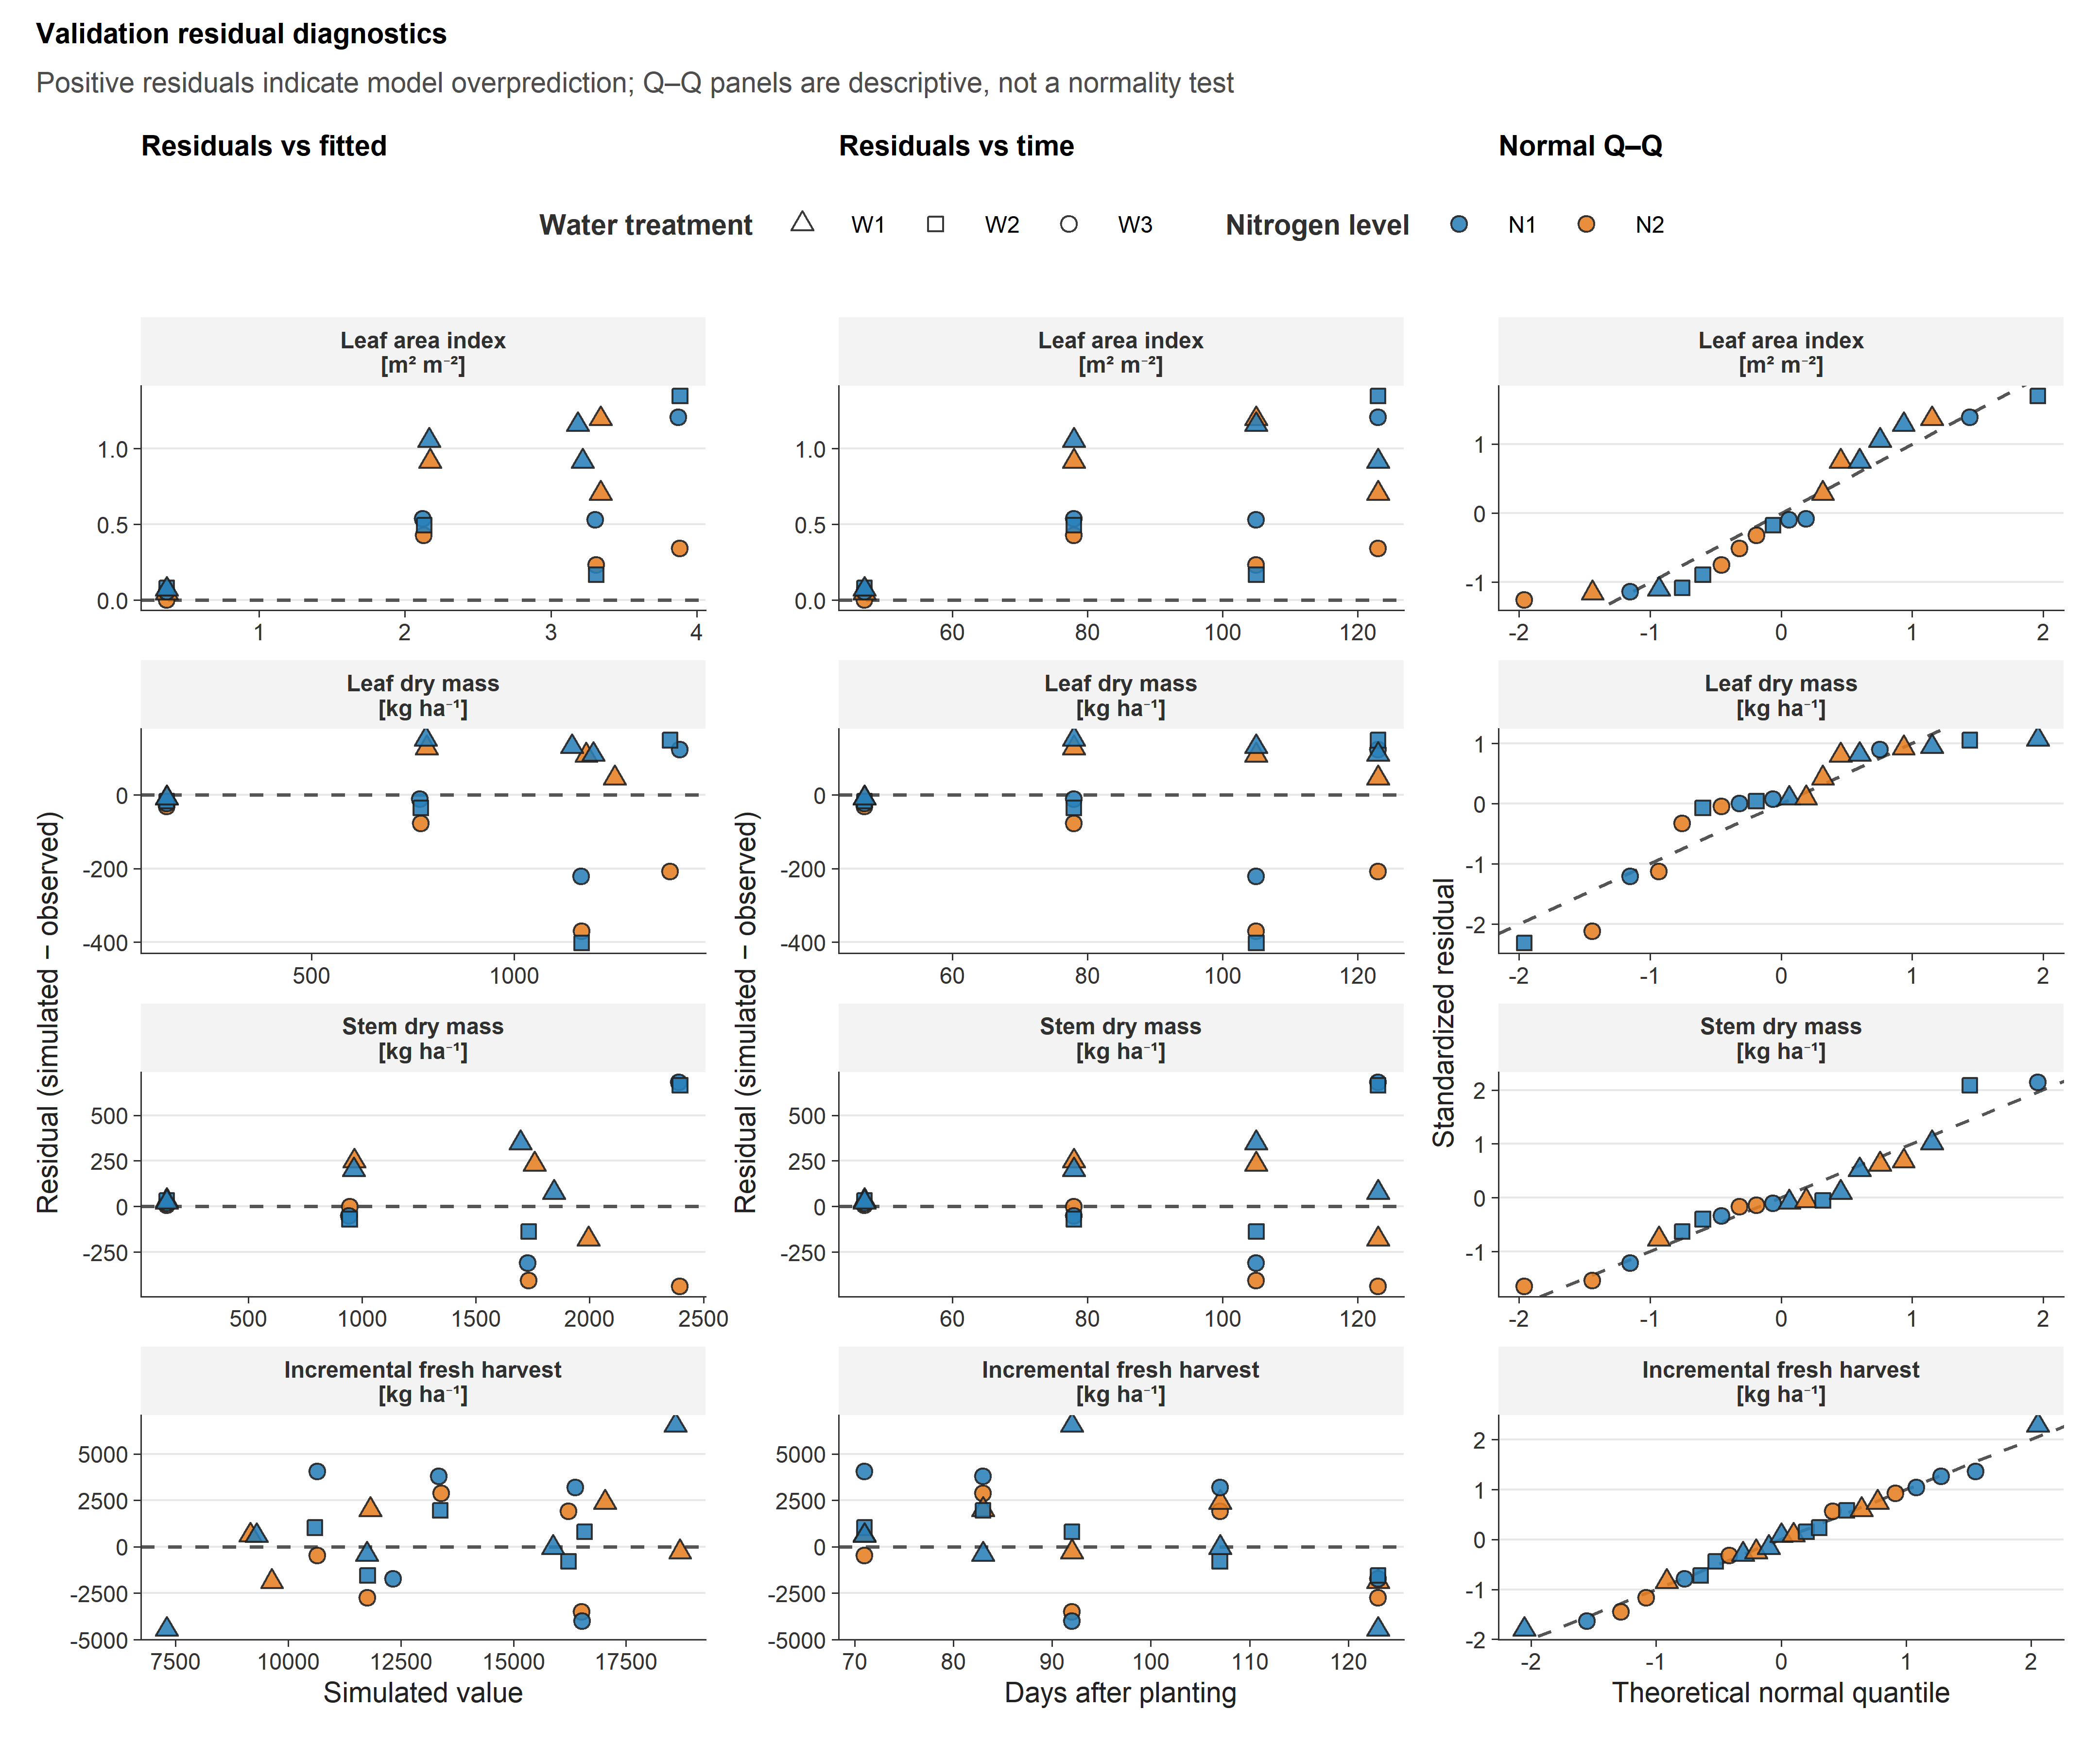 Validation residual diagnostics
Positive residuals indicate model overprediction; Q–Q panels are descriptive, not a normality test
Residuals vs fitted
Residuals vs time
Normal Q–Q
Water treatment W1 W2 W3 Nitrogen level N1 N2
Leaf area index
[m² m⁻²]
1.0
0.5
0.0
1 2 3 4
Leaf area index
[m² m⁻²]
1.0
0.5
0.0
60 80 100 120
Leaf area index
[m² m⁻²]
1
0
-1
-2 -1 0 1 2
Leaf dry mass
[kg ha⁻¹]
0
-200
-400
500 1000
Leaf dry mass
[kg ha⁻¹]
0
-200
-400
60 80 100 120
Leaf dry mass
[kg ha⁻¹]
1
0
-1
-2
-2 -1 0 1 2
Residual (simulated − observed)
Residual (simulated − observed)
Standardized residual
Stem dry mass
[kg ha⁻¹]
500
250
0
-250
500 1000 1500 2000 2500
Stem dry mass
[kg ha⁻¹]
500
250
0
-250
60 80 100 120
Stem dry mass
[kg ha⁻¹]
2
1
0
-1
-2 -1 0 1 2
Incremental fresh harvest
[kg ha⁻¹]
5000
2500
0
-2500
-5000
7500 10000 12500 15000 17500
Simulated value
Incremental fresh harvest
[kg ha⁻¹]
5000
2500
0
-2500
-5000
70 80 90 100 110 120
Days after planting
Incremental fresh harvest
[kg ha⁻¹]
2
1
0
-1
-2
-2 -1 0 1 2
Theoretical normal quantile